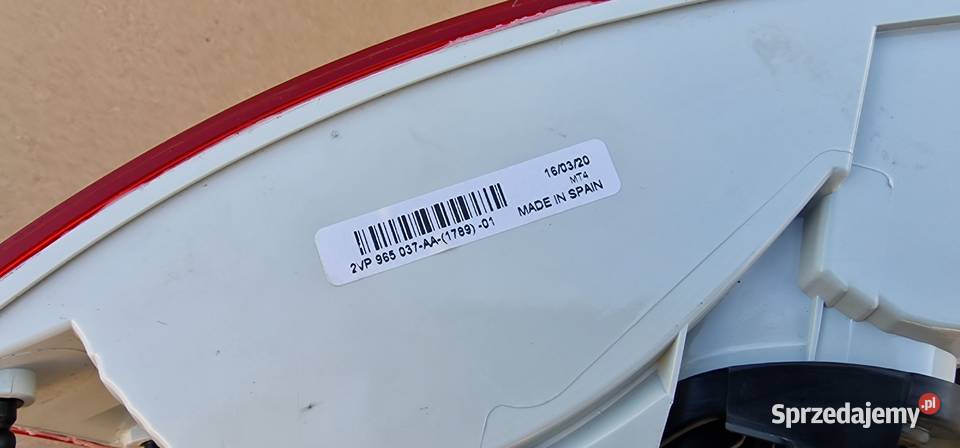 16/03/20
MT4
MADE IN SPAIN
2VP 965 037-AA-(1789) -01
Sprzedajemy.pl